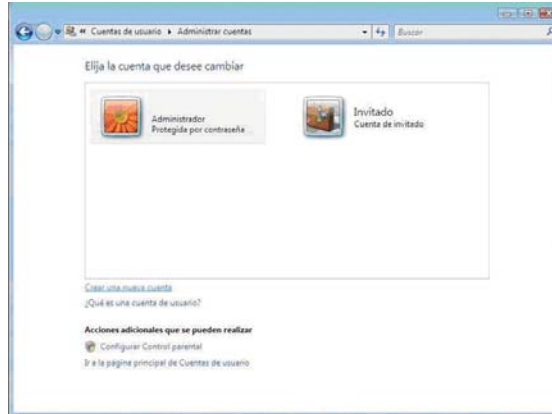 « Cuentas de usuario ▸ Administrar cuentas
Buscar
Elija la cuenta que desee cambiar
Administrador
Protegida por contraseña ...
Invitado
Cuenta de invitado
Crear una nueva cuenta
¿Qué es una cuenta de usuario?
Acciones adicionales que se pueden realizar
Configurar Control parental
Ir a la página principal de Cuentas de usuario